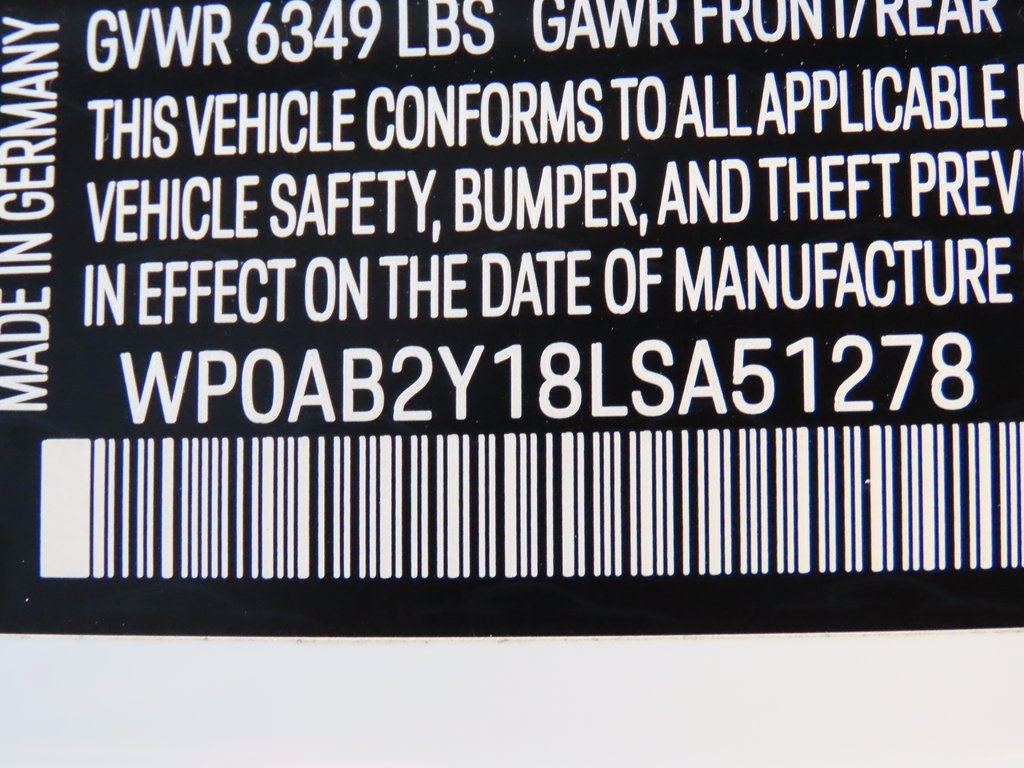 MADE IN GERMANY
GVWR 6349 LBS GAWR FRONT/REAR
THIS VEHICLE CONFORMS TO ALL APPLICABLE
VEHICLE SAFETY, BUMPER, AND THEFT PREV
IN EFFECT ON THE DATE OF MANUFACTURE
WP0AB2Y18LSA51278